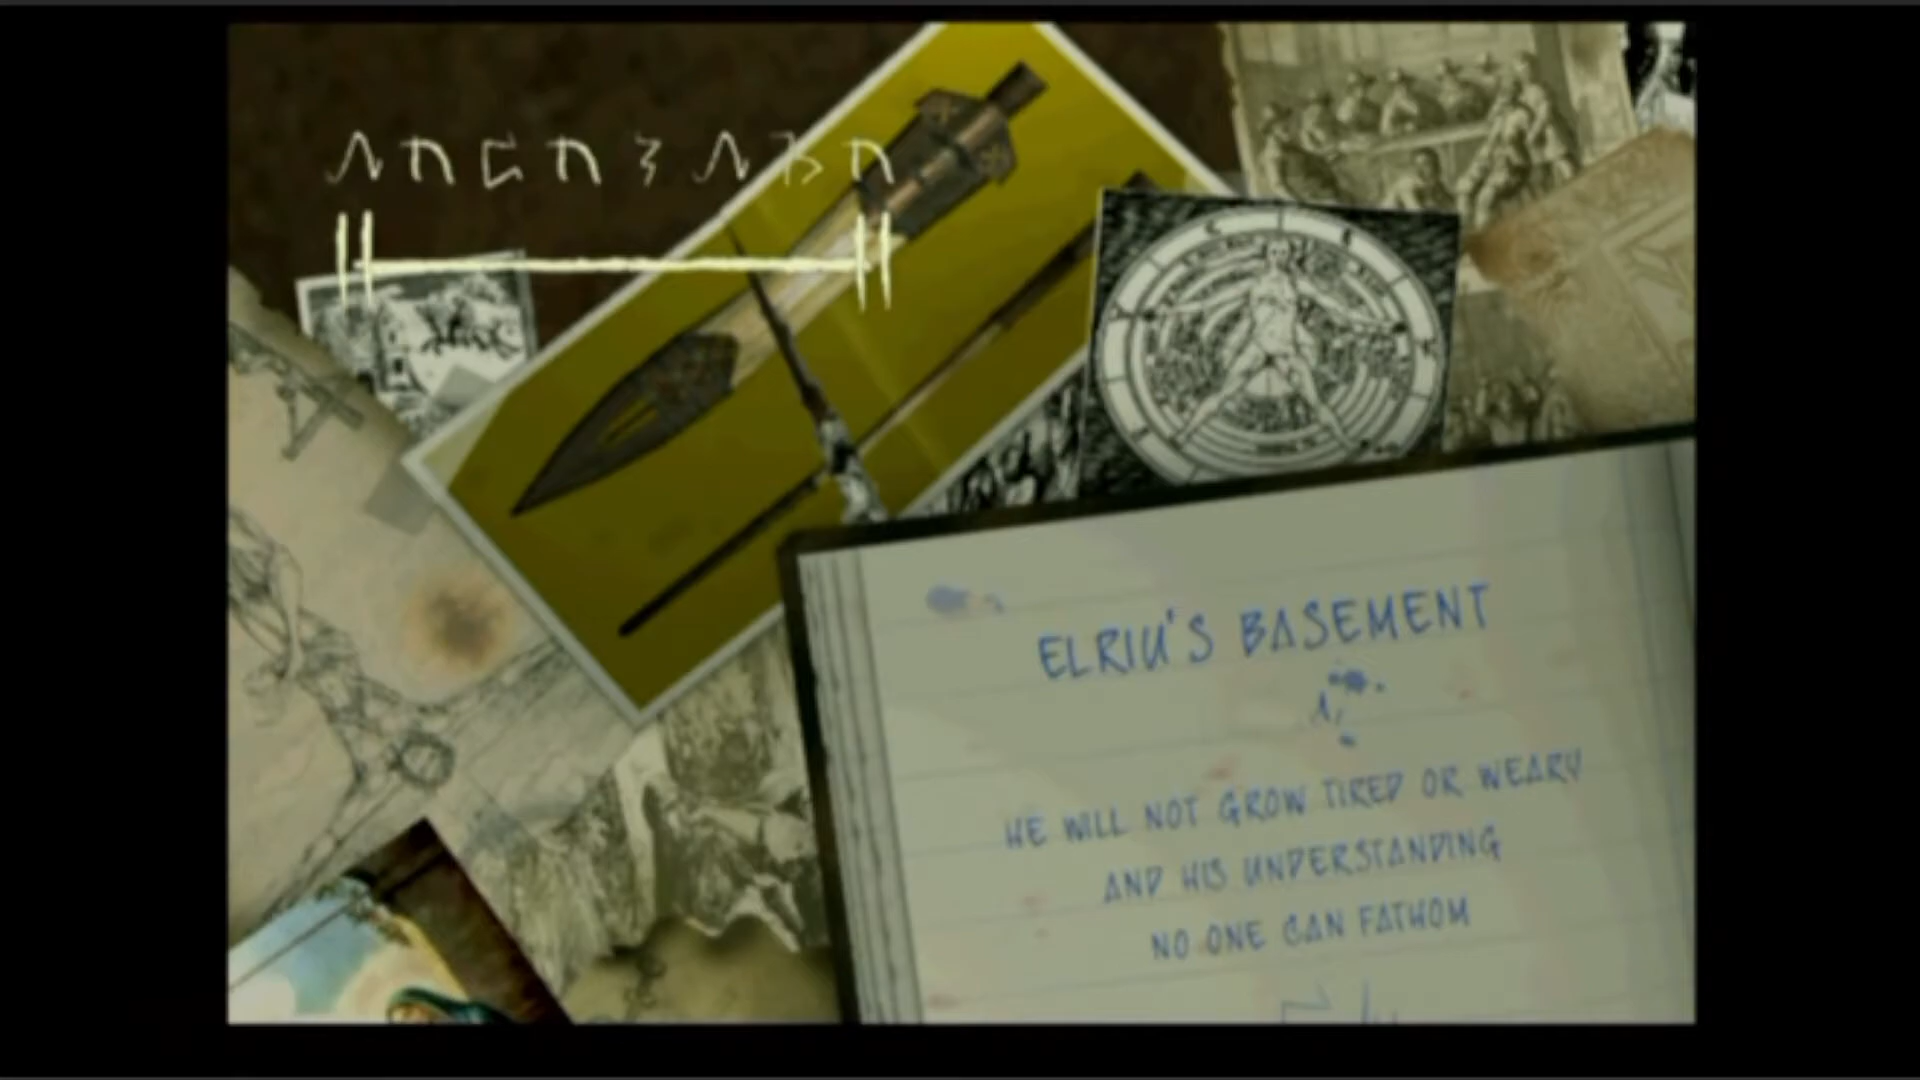 ELRIU'S BASEMENT
HE WILL NOT GROW TIRED OR WEARY
AND HIS UNDERSTANDING
NO ONE CAN FATHOM